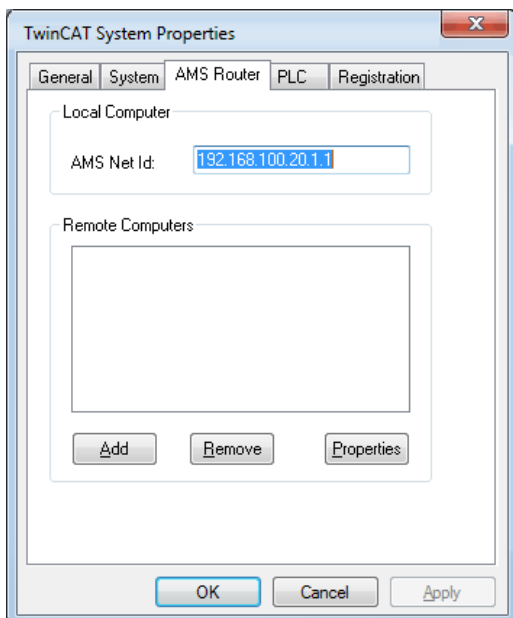 TwinCAT System Properties
General System AMS Router PLC Registration
Local Computer
AMS Net Id: 192.168.100.20.1.1
Remote Computers
Add Remove Properties
OK Cancel Apply